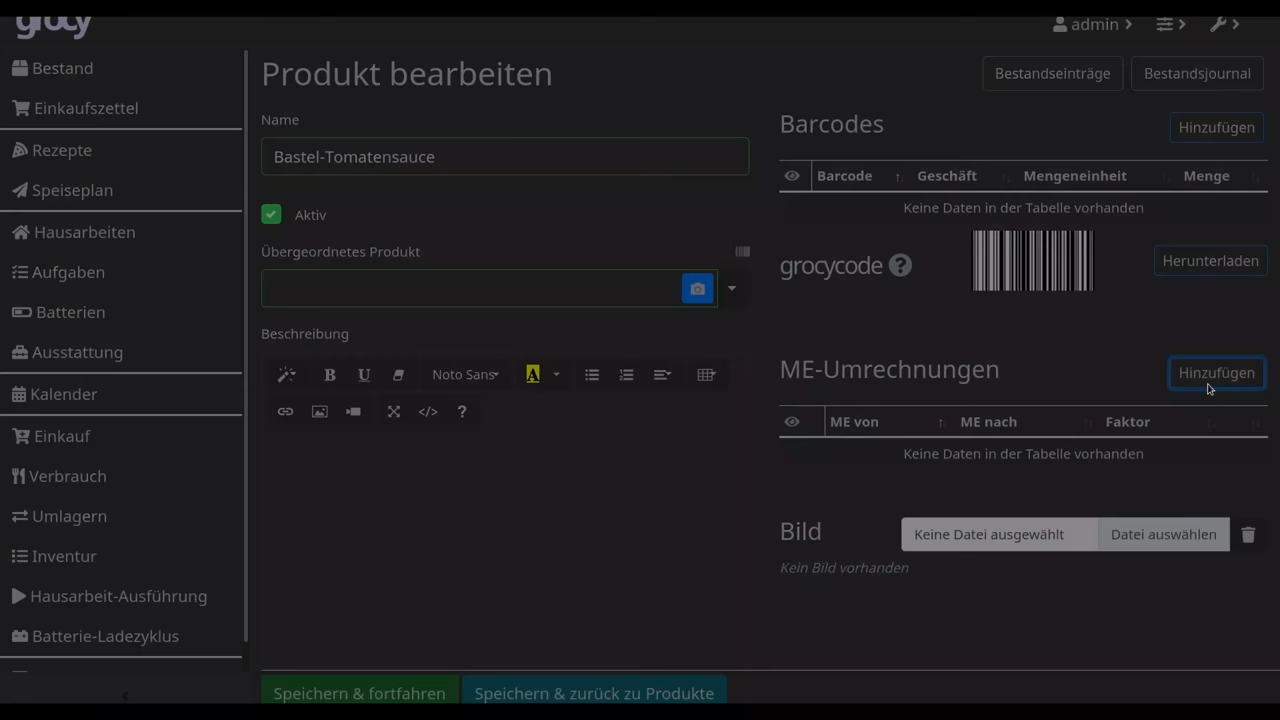 grocy
admin
Bestand
Einkaufszettel
Rezepte
Speiseplan
Hausarbeiten
Aufgaben
Batterien
Ausstattung
Kalender
Einkauf
Verbrauch
Umlagern
Inventur
Hausarbeit-Ausführung
Batterie-Ladezyklus
Produkt bearbeiten
Bestandseinträge
Bestandsjournal
Name
Bastel-Tomatensauce
Aktiv
Übergeordnetes Produkt
Beschreibung
B U Noto Sans A
</> ?
Speichern & fortfahren
Speichern & zurück zu Produkte
Barcodes
Hinzufügen
Barcode Geschäft Mengeneinheit Menge
Keine Daten in der Tabelle vorhanden
grocycode ?
Herunterladen
ME-Umrechnungen
Hinzufügen
ME von ME nach Faktor
Keine Daten in der Tabelle vorhanden
Bild
Keine Datei ausgewählt Datei auswählen
Kein Bild vorhanden